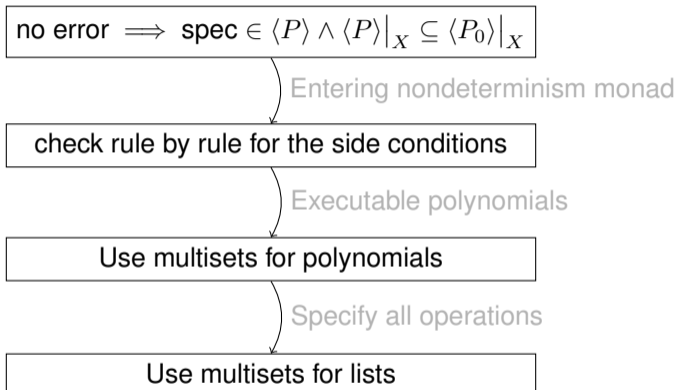 no error ⟹ spec ∈ ⟨P⟩ ∧ ⟨P⟩|_X ⊆ ⟨P₀⟩|_X
Entering nondeterminism monad
check rule by rule for the side conditions
Executable polynomials
Use multisets for polynomials
Specify all operations
Use multisets for lists